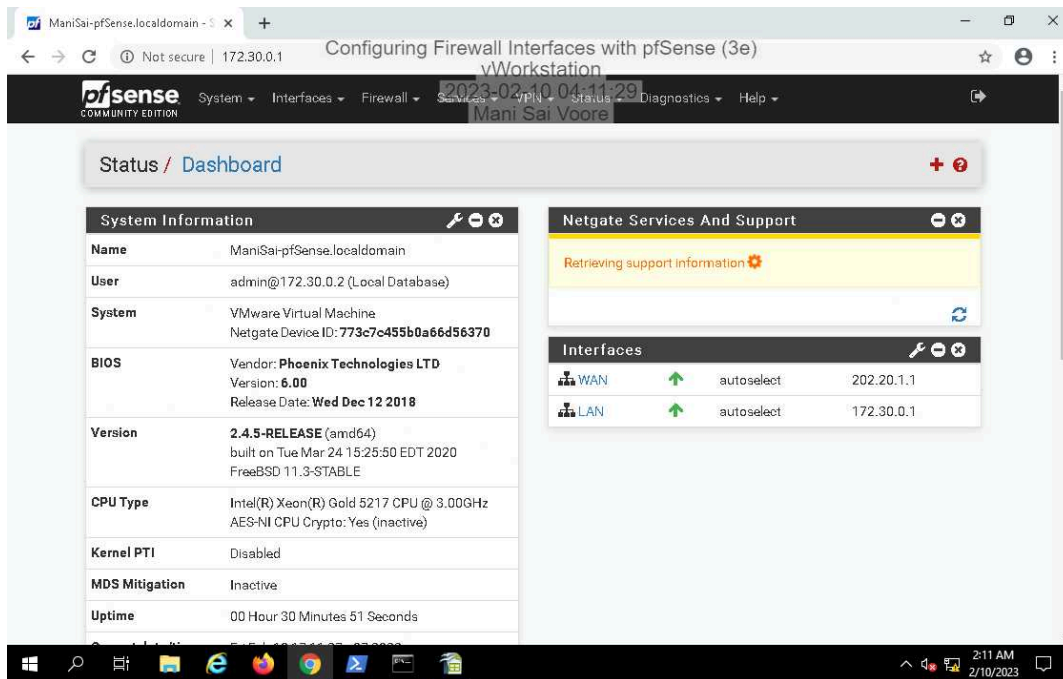 ManiSai-pfSense.localdomain - S
Not secure | 172.30.0.1
Configuring Firewall Interfaces with pfSense (3e)
vWorkstation
2023-02-10 04:11:29
Mani Sai Voore
pfsense
COMMUNITY EDITION
System Interfaces Firewall Services VPN Status Diagnostics Help
Status / Dashboard
System Information
Name ManiSai-pfSense.localdomain
User admin@172.30.0.2 (Local Database)
System VMware Virtual Machine
Netgate Device ID: 773c7c455b0a66d56370
BIOS Vendor: Phoenix Technologies LTD
Version: 6.00
Release Date: Wed Dec 12 2018
Version 2.4.5-RELEASE (amd64)
built on Tue Mar 24 15:25:50 EDT 2020
FreeBSD 11.3-STABLE
CPU Type Intel(R) Xeon(R) Gold 5217 CPU @ 3.00GHz
AES-NI CPU Crypto: Yes (inactive)
Kernel PTI Disabled
MDS Mitigation Inactive
Uptime 00 Hour 30 Minutes 51 Seconds
Netgate Services And Support
Retrieving support information
Interfaces
WAN autoselect 202.20.1.1
LAN autoselect 172.30.0.1
2:11 AM
2/10/2023